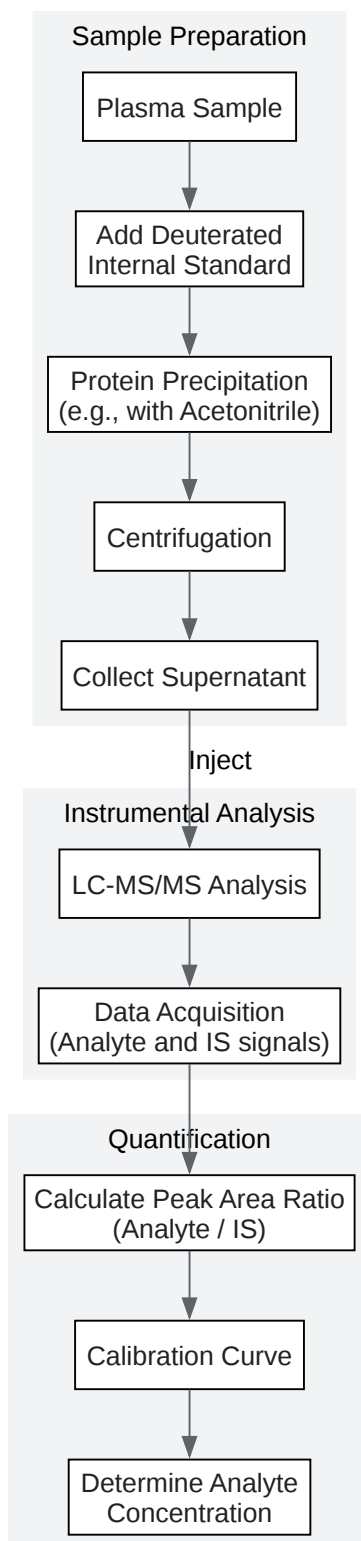 Sample Preparation
Plasma Sample
Add Deuterated
Internal Standard
Protein Precipitation
(e.g., with Acetonitrile)
Centrifugation
Collect Supernatant
Inject
Instrumental Analysis
LC-MS/MS Analysis
Data Acquisition
(Analyte and IS signals)
Quantification
Calculate Peak Area Ratio
(Analyte / IS)
Calibration Curve
Determine Analyte
Concentration